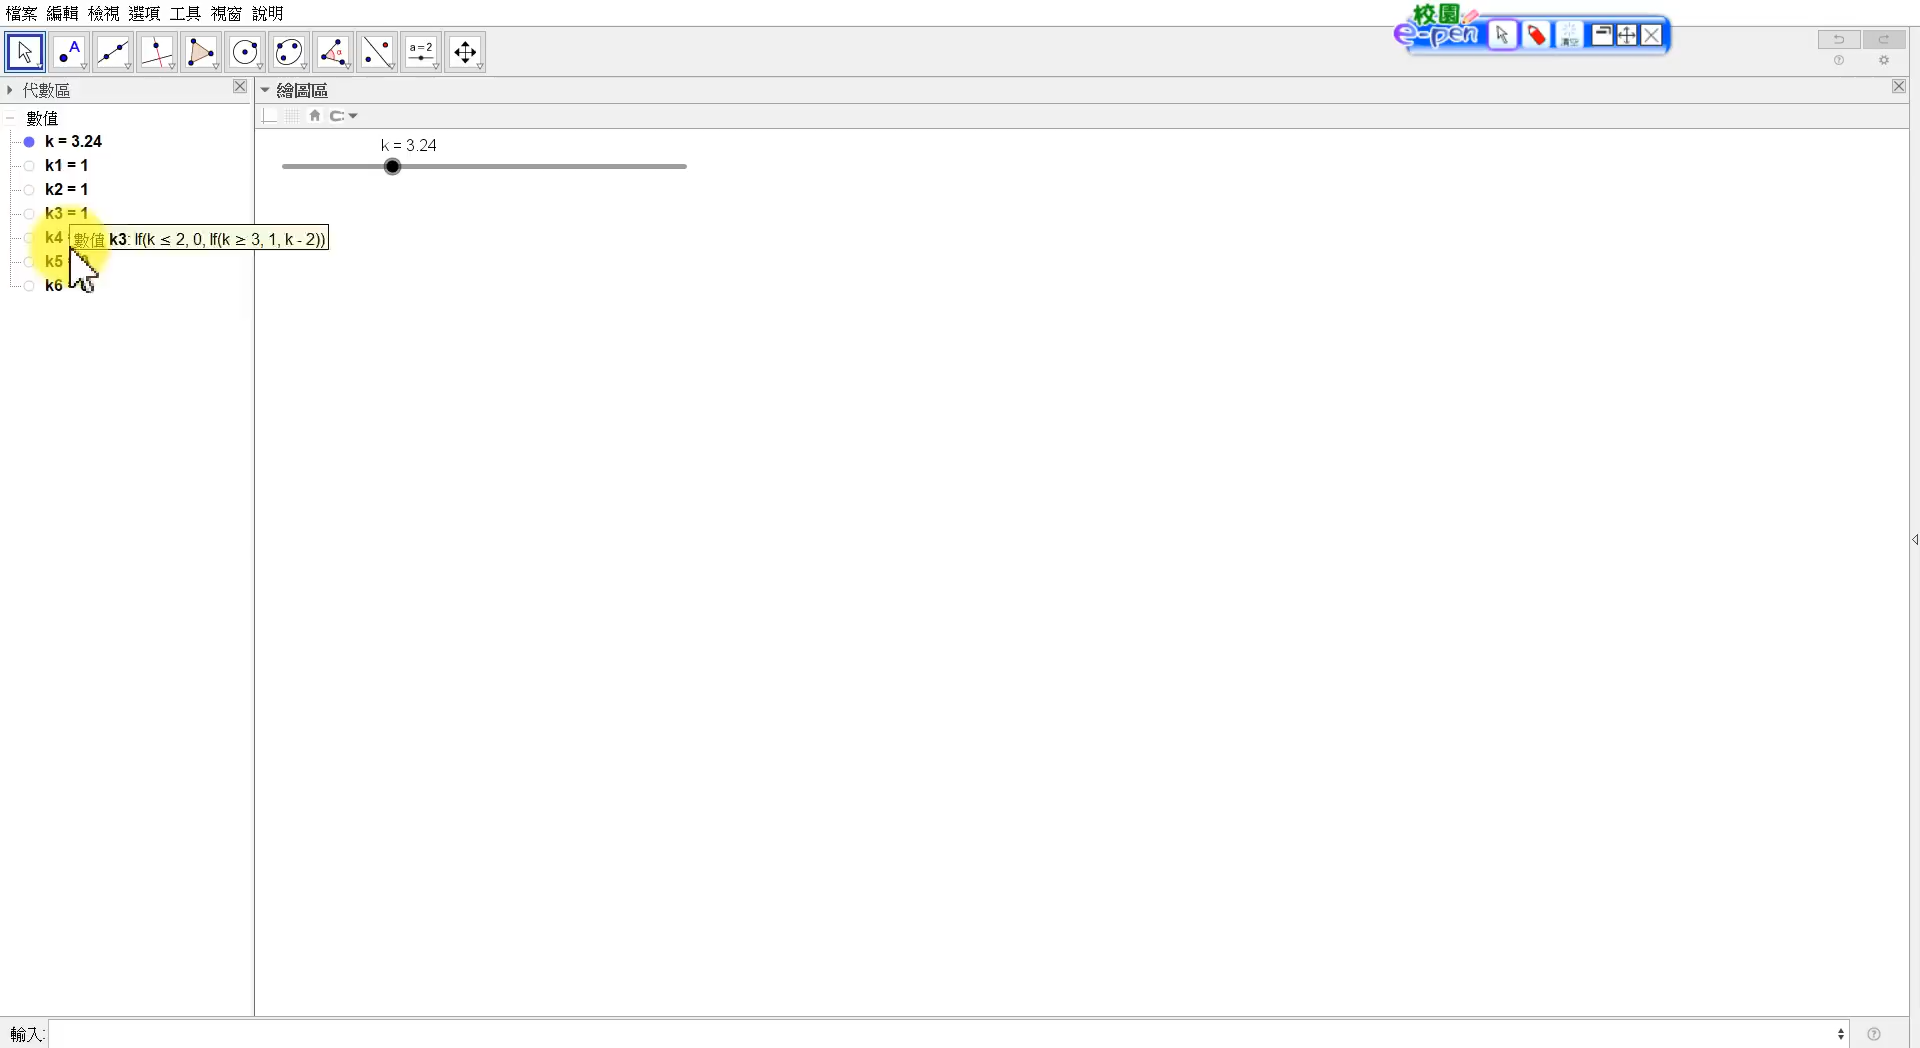 檔案 編輯 檢視 選項 工具 視窗 說明
校園
e-pen
清空
A
α
a=2
代數區
繪圖區
數值
k = 3.24
k1 = 1
k2 = 1
k3 = 1
k4
數值 k3: If(k ≤ 2, 0, If(k ≥ 3, 1, k - 2))
k5
k6
k = 3.24
輸入: